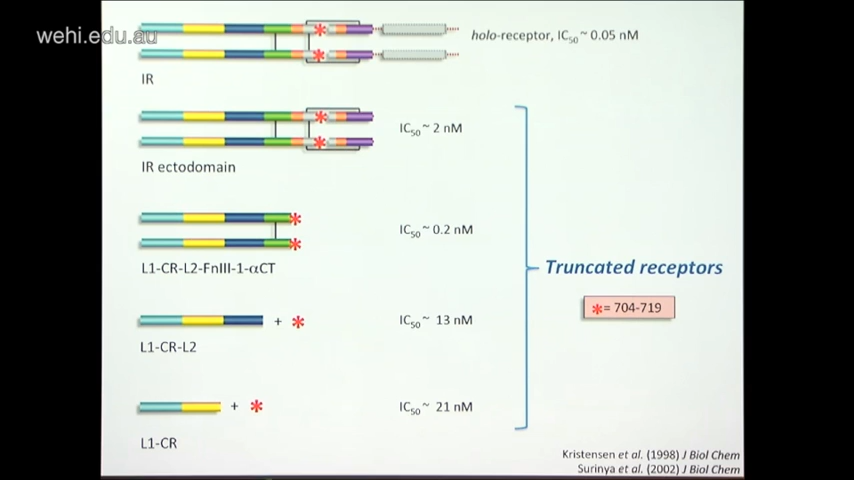 wehi.edu.au
holo-receptor, IC50~ 0.05 nM
IR
IC50~ 2 nM
IR ectodomain
IC50~ 0.2 nM
L1-CR-L2-FnIII-1-αCT
Truncated receptors
*= 704-719
+ *
IC50~ 13 nM
L1-CR-L2
+ *
IC50~ 21 nM
L1-CR
Kristensen et al. (1998) J Biol Chem
Surinya et al. (2002) J Biol Chem